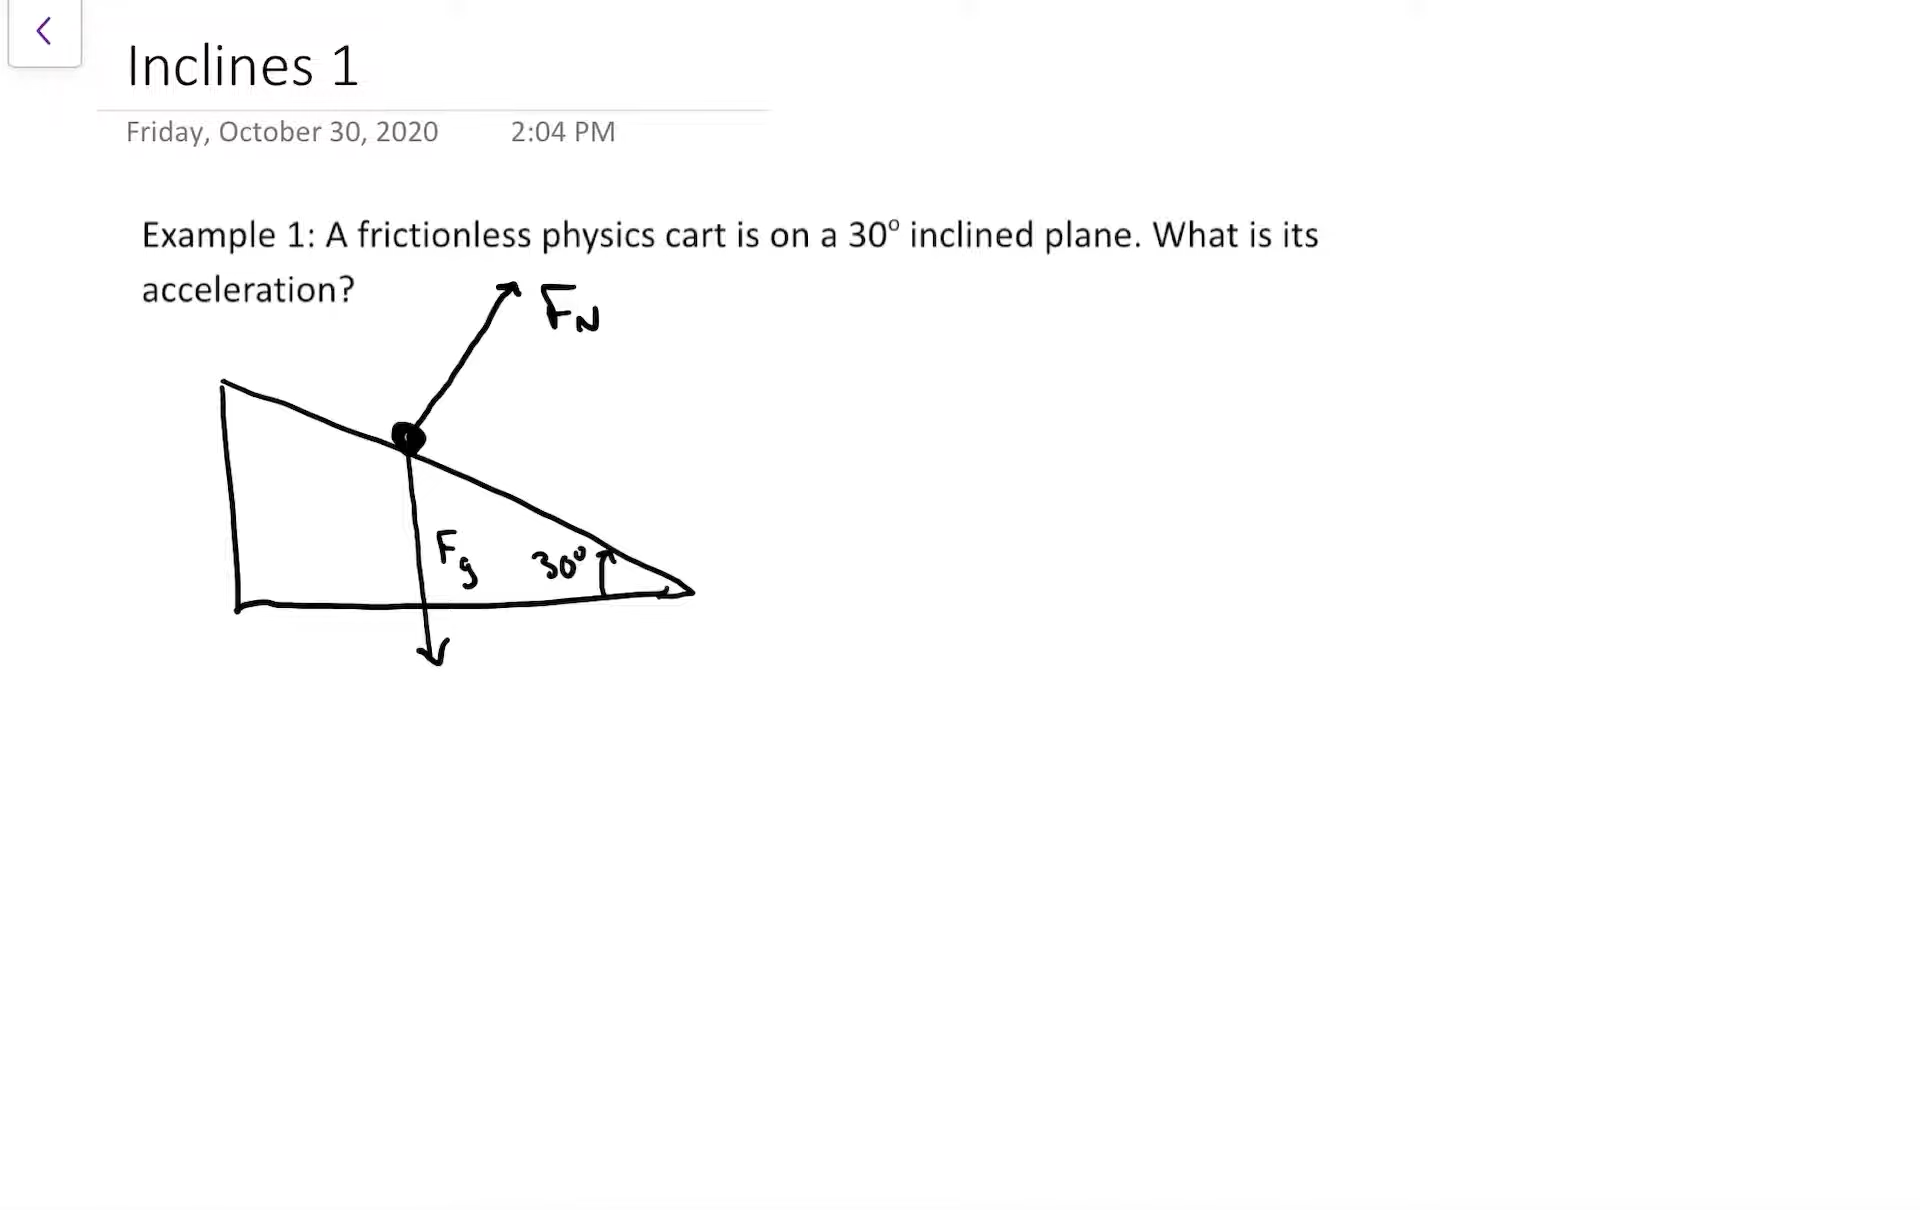 Inclines 1
Friday, October 30, 2020 2:04 PM
Example 1: A frictionless physics cart is on a 30° inclined plane. What is its
acceleration?
FN
Fg
30°